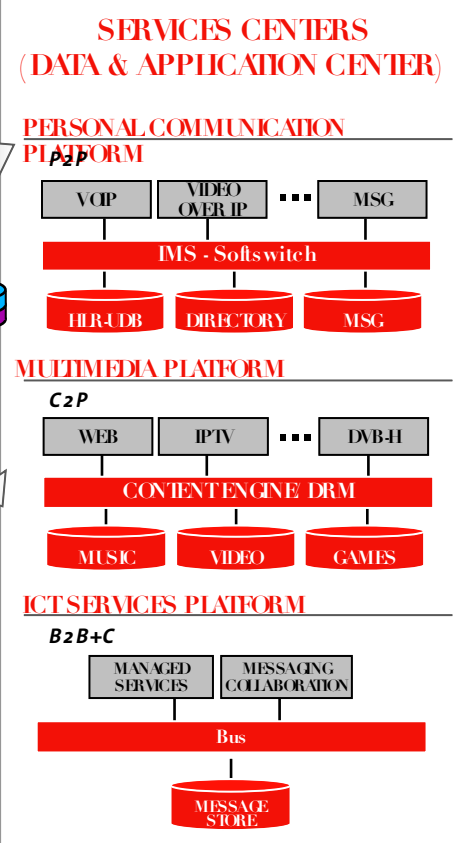 SERVICES CENTERS
(DATA & APPLICATION CENTER)
PERSONAL COMMUNICATION
PLATFORM
P2P
VOIP
VIDEO
OVER IP
MSG
IMS - Softswitch
HLR-UDB
DIRECTORY
MSG
MULTIMEDIA PLATFORM
C2P
WEB
IPTV
DVB-H
CONTENT ENGINE/ DRM
MUSIC
VIDEO
GAMES
ICT SERVICES PLATFORM
B2B+C
MANAGED
SERVICES
MESSAGING
COLLABORATION
Bus
MESSAGE
STORE